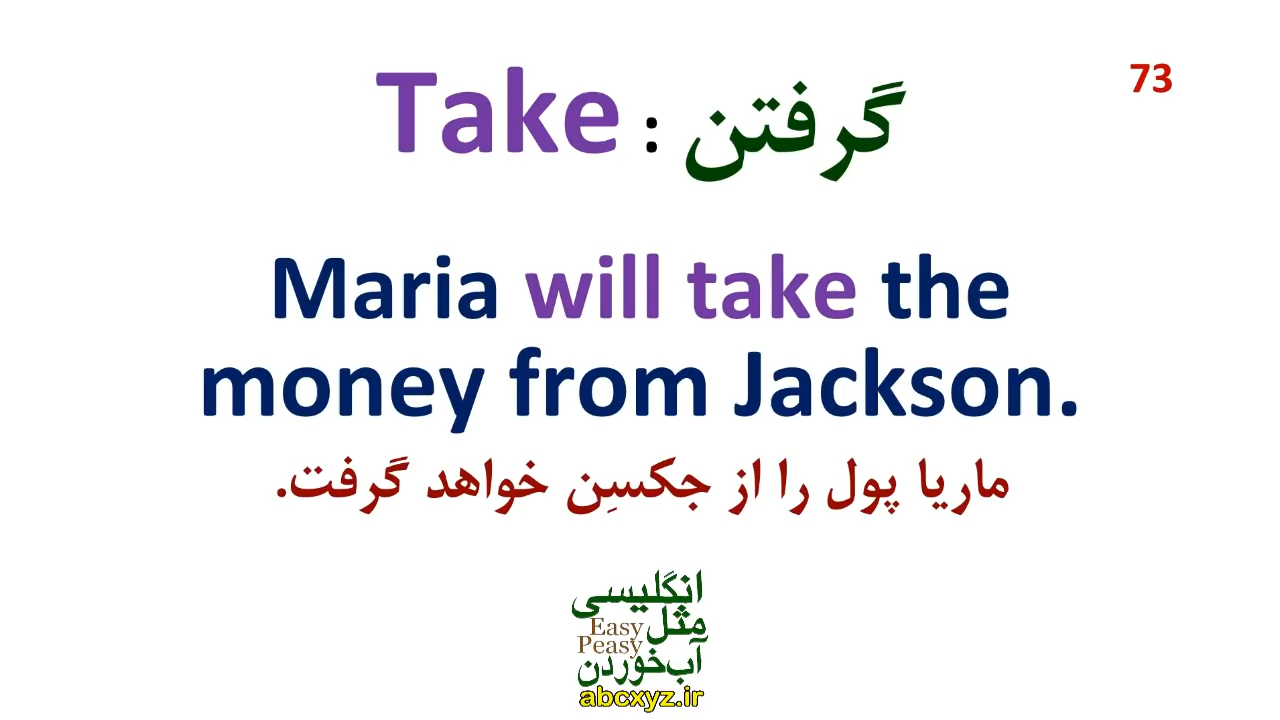 73
Take : گرفتن
Maria will take the
money from Jackson.
ماریا پول را از جکسِن خواهد گرفت.
انگلیسی
مثل
Easy
Peasy
آب‌خوردن
abcxyz.ir